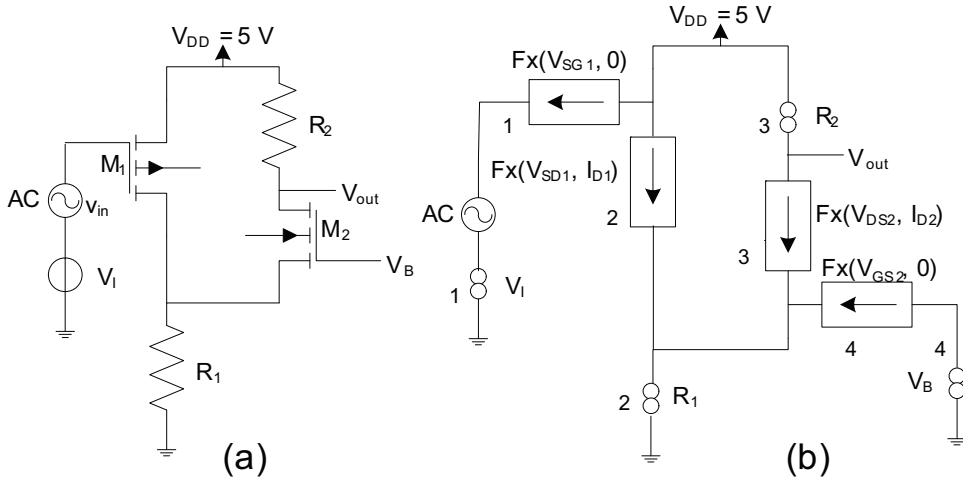 V_DD = 5 V
R_2
M_1
V_out
AC
v_in
M_2
V_B
V_I
R_1
(a)
V_DD = 5 V
Fx(V_SG1, 0)
1
3
R_2
V_out
Fx(V_SD1, I_D1)
2
AC
Fx(V_DS2, I_D2)
3
1
V_I
Fx(V_GS2, 0)
4
4
V_B
2
R_1
(b)